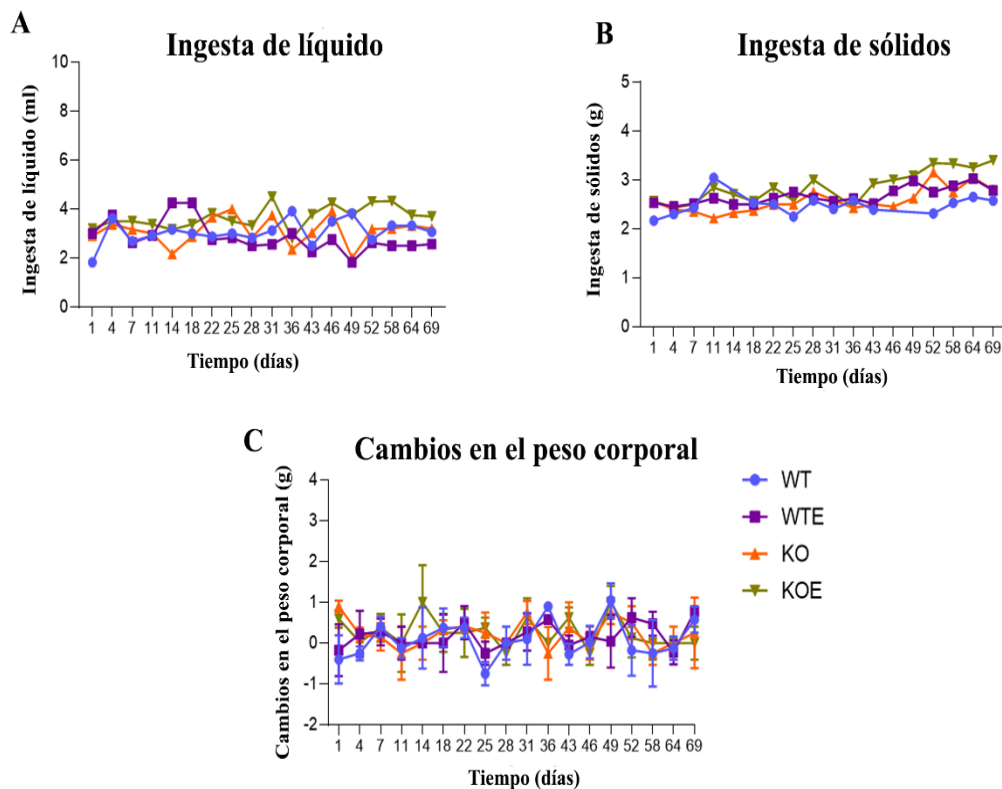 A
Ingesta de líquido
Ingesta de líquido (ml)
10
8
6
4
2
0
1 4 7 11 14 18 22 25 28 31 36 43 46 49 52 58 64 69
Tiempo (días)
B
Ingesta de sólidos
Ingesta de sólidos (g)
5
4
3
2
1
0
1 4 7 11 14 18 22 25 28 31 36 43 46 49 52 58 64 69
Tiempo (días)
C
Cambios en el peso corporal
Cambios en el peso corporal (g)
4
3
2
1
0
-1
-2
1 4 7 11 14 18 22 25 28 31 36 43 46 49 52 58 64 69
Tiempo (días)
WT
WTE
KO
KOE